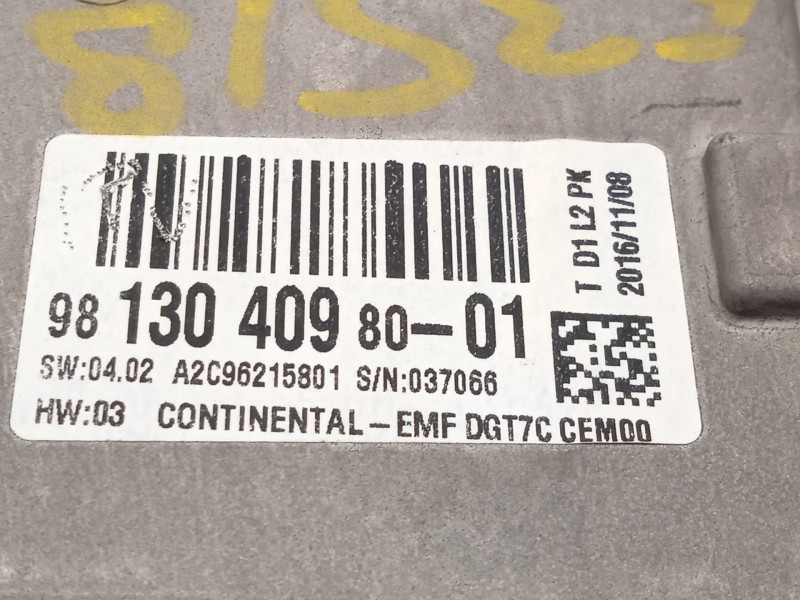 98 130 409 80-01
SW:04.02 A2C96215801 S/N:037066
HW:03 CONTINENTAL-EMF DGT7C CEM00
T D1 L2 PK
2016/11/08